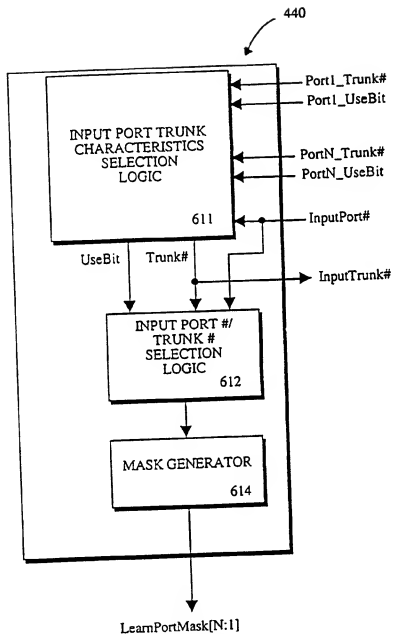 440
Port1_Trunk#
Port1_UseBit
INPUT PORT TRUNK
CHARACTERISTICS
SELECTION
LOGIC
PortN_Trunk#
PortN_UseBit
611
InputPort#
UseBit
Trunk#
InputTrunk#
INPUT PORT #/
TRUNK #
SELECTION
LOGIC
612
MASK GENERATOR
614
LearnPortMask[N:1]